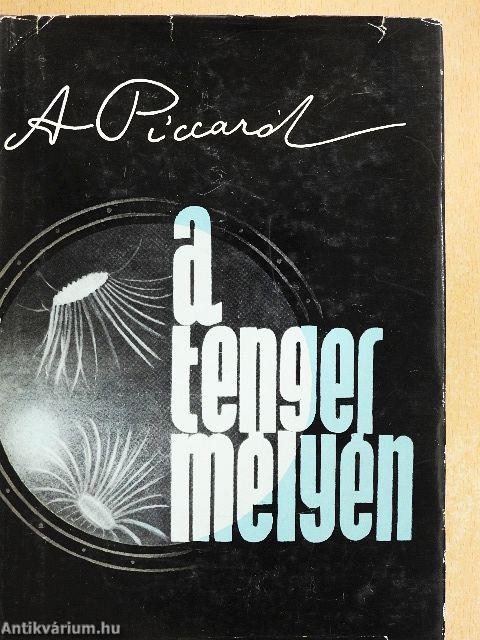 A Piccard
a
tenger
mélyén
Antikvárium.hu